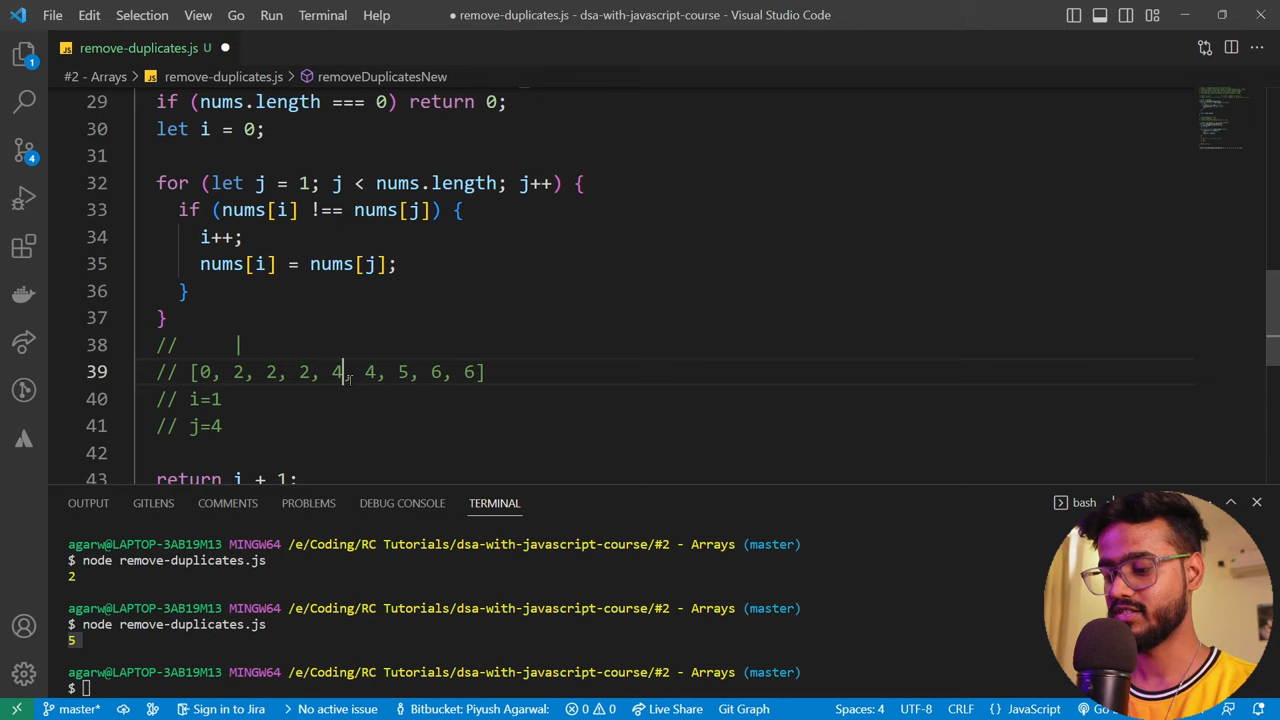 File Edit Selection View Go Run Terminal Help
● remove-duplicates.js - dsa-with-javascript-course - Visual Studio Code
JS remove-duplicates.js U ●
#2 - Arrays > JS remove-duplicates.js > removeDuplicatesNew
29 if (nums.length === 0) return 0;
30 let i = 0;
31
32 for (let j = 1; j < nums.length; j++) {
33 if (nums[i] !== nums[j]) {
34 i++;
35 nums[i] = nums[j];
36 }
37 }
38 // |
39 // [0, 2, 2, 2, 4, 4, 5, 6, 6]
40 // i=1
41 // j=4
42
43 return i + 1;
1
4
OUTPUT GITLENS COMMENTS PROBLEMS DEBUG CONSOLE TERMINAL
bash
agarw@LAPTOP-3AB19M13 MINGW64 /e/Coding/RC Tutorials/dsa-with-javascript-course/#2 - Arrays (master)
$ node remove-duplicates.js
2
agarw@LAPTOP-3AB19M13 MINGW64 /e/Coding/RC Tutorials/dsa-with-javascript-course/#2 - Arrays (master)
$ node remove-duplicates.js
5
agarw@LAPTOP-3AB19M13 MINGW64 /e/Coding/RC Tutorials/dsa-with-javascript-course/#2 - Arrays (master)
$
master* Sign in to Jira No active issue Bitbucket: Piyush Agarwal: 0 0 Live Share Git Graph Spaces: 4 UTF-8 CRLF {} JavaScript Go